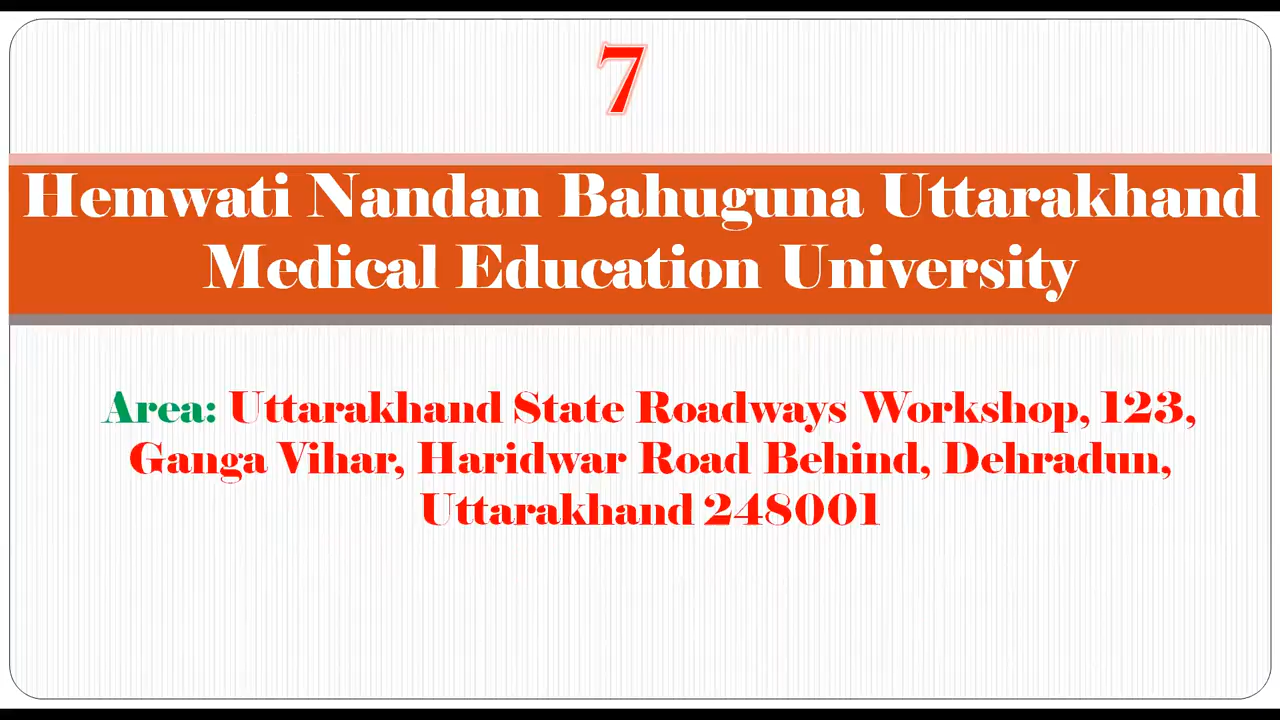 7
Hemwati Nandan Bahuguna Uttarakhand
Medical Education University
Area: Uttarakhand State Roadways Workshop, 123,
Ganga Vihar, Haridwar Road Behind, Dehradun,
Uttarakhand 248001